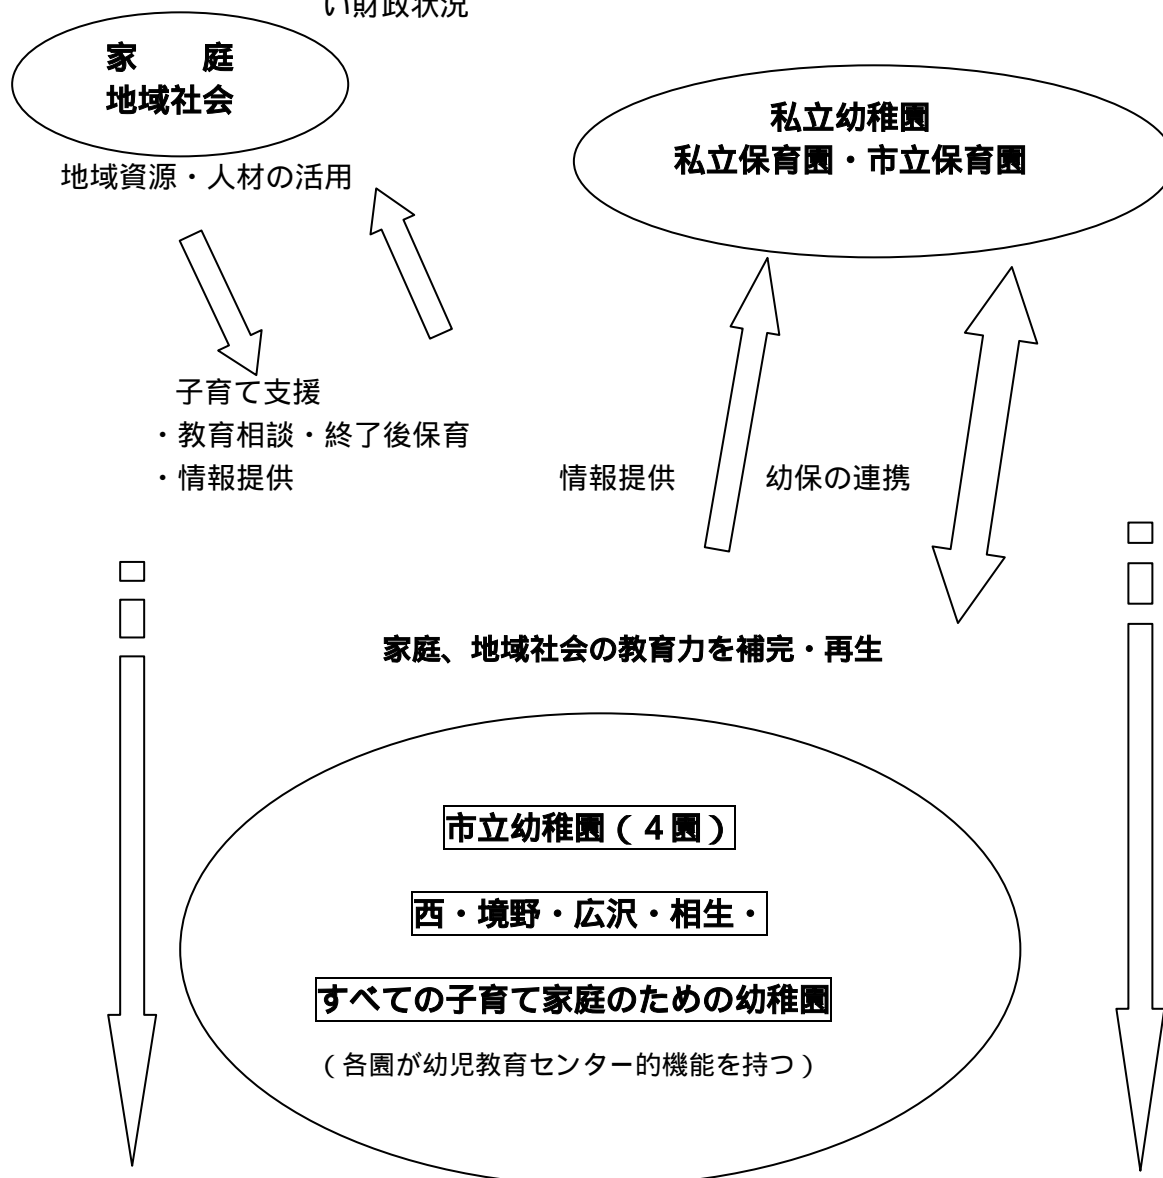 い財政状況
家　　庭
地域社会
私立幼稚園
私立保育園・市立保育園
地域資源・人材の活用
子育て支援
・教育相談・終了後保育
・情報提供
情報提供
幼保の連携
家庭、地域社会の教育力を補完・再生
市立幼稚園（４園）
西・境野・広沢・相生・
すべての子育て家庭のための幼稚園
（各園が幼児教育センター的機能を持つ）